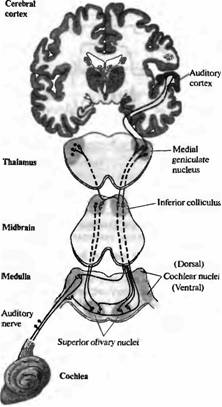 Cerebral
cortex
Auditory
cortex
Thalamus
Medial
geniculate
nucleus
Midbrain
Inferior colliculus
Medulla
(Dorsal)
Cochlear nuclei
(Ventral)
Auditory
nerve
Superior olivary nuclei
Cochlea